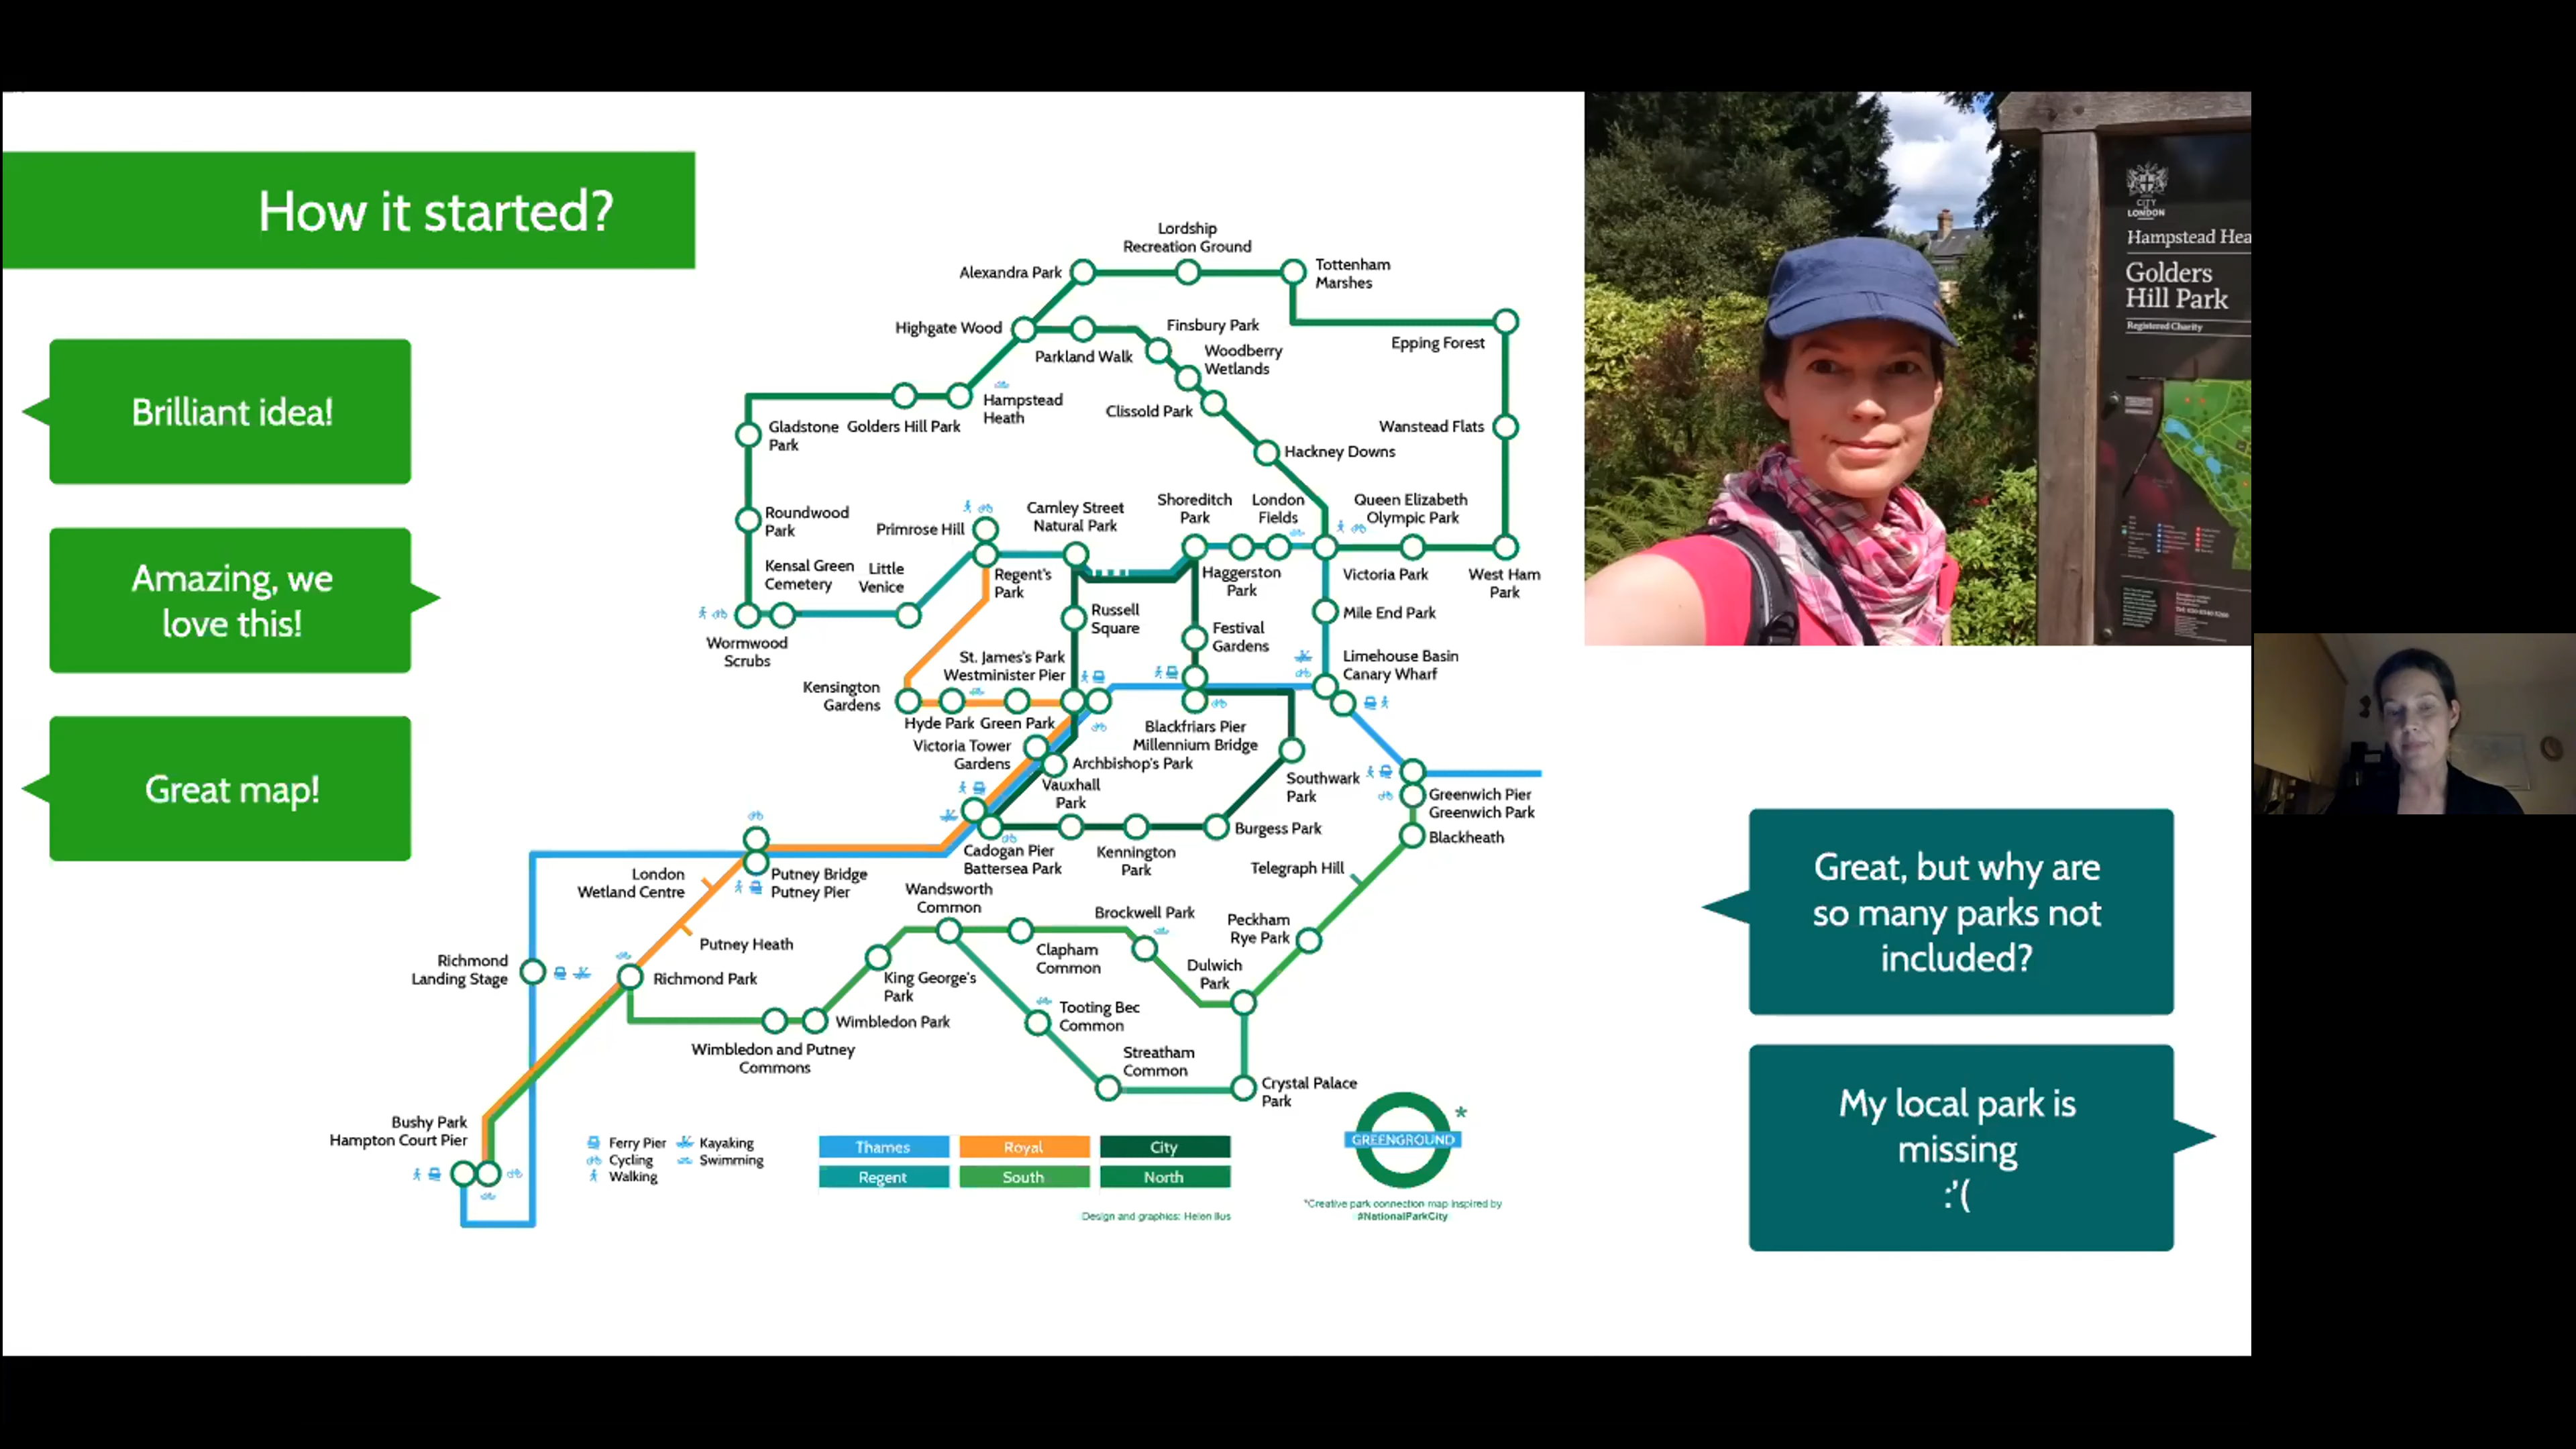 How it started?
Brilliant idea!
Amazing, we
love this!
Great map!
Lordship
Recreation Ground
Alexandra Park
Tottenham
Marshes
Highgate Wood
Finsbury Park
Parkland Walk
Woodberry
Wetlands
Epping Forest
Hampstead
Heath
Clissold Park
Gladstone
Park
Golders Hill Park
Wanstead Flats
Hackney Downs
Roundwood
Park
Primrose Hill
Camley Street
Natural Park
Shoreditch
Park
London
Fields
Queen Elizabeth
Olympic Park
Kensal Green
Cemetery
Little
Venice
Regent's
Park
Haggerston
Park
Victoria Park
West Ham
Park
Russell
Square
Mile End Park
Wormwood
Scrubs
Festival
Gardens
St. James's Park
Westminister Pier
Limehouse Basin
Canary Wharf
Kensington
Gardens
Hyde Park
Green Park
Blackfriars Pier
Millennium Bridge
Victoria Tower
Gardens
Archbishop's Park
Vauxhall
Park
Southwark
Park
Greenwich Pier
Greenwich Park
Burgess Park
Blackheath
Cadogan Pier
Battersea Park
Kennington
Park
Telegraph Hill
London
Wetland Centre
Putney Bridge
Putney Pier
Wandsworth
Common
Brockwell Park
Peckham
Rye Park
Putney Heath
Clapham
Common
Richmond
Landing Stage
Richmond Park
King George's
Park
Dulwich
Park
Wimbledon Park
Tooting Bec
Common
Wimbledon and Putney
Commons
Streatham
Common
Crystal Palace
Park
Bushy Park
Hampton Court Pier
Ferry Pier
Kayaking
Cycling
Swimming
Walking
Thames
Royal
City
Regent
South
North
Design and graphics: Helen Ilus
GREENGROUND
*
*Creative park connection map inspired by
#NationalParkCity
CITY
LONDON
Hampstead Hea
Golders
Hill Park
Registered Charity
Great, but why are
so many parks not
included?
My local park is
missing
:'(